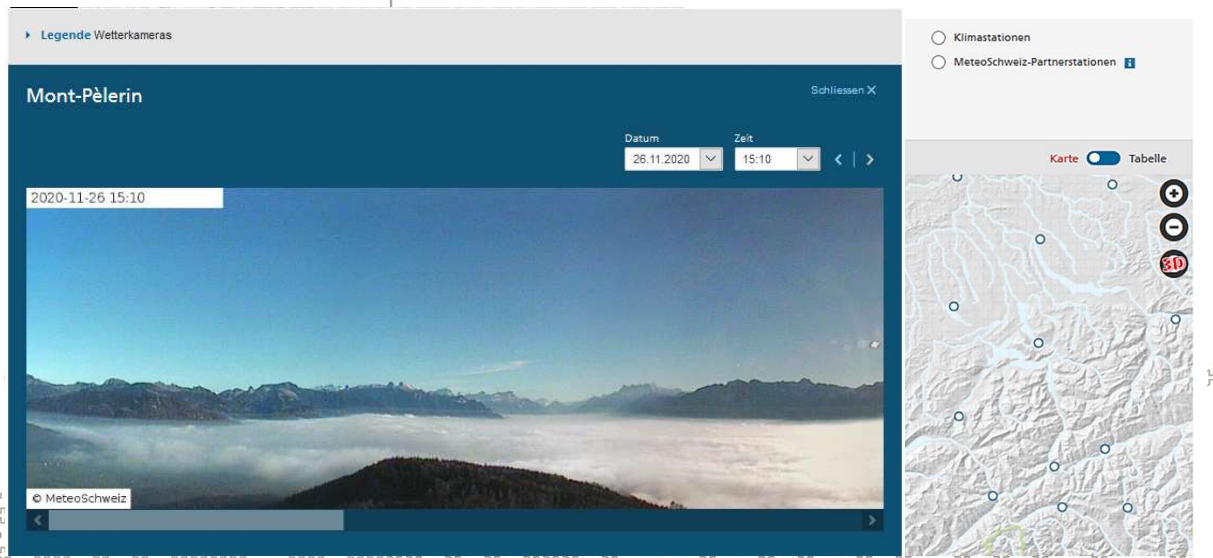 Legende Wetterkameras
Mont-Pèlerin
Schliessen X
Datum
Zeit
26.11.2020
15:10
2020-11-26 15:10
© MeteoSchweiz
Klimastationen
MeteoSchweiz-Partnerstationen i
Karte
Tabelle
3D